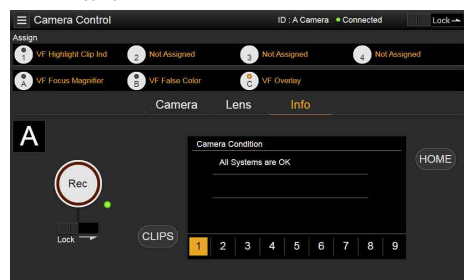 Camera Control
ID : A Camera
Connected
Lock
Assign
1 VF Highlight Clip Ind
2 Not Assigned
3 Not Assigned
4 Not Assigned
A VF Focus Magnifier
B VF False Color
C VF Overlay
Camera Lens Info
A
Camera Condition
All Systems are OK
HOME
Rec
Lock
CLIPS
1 2 3 4 5 6 7 8 9